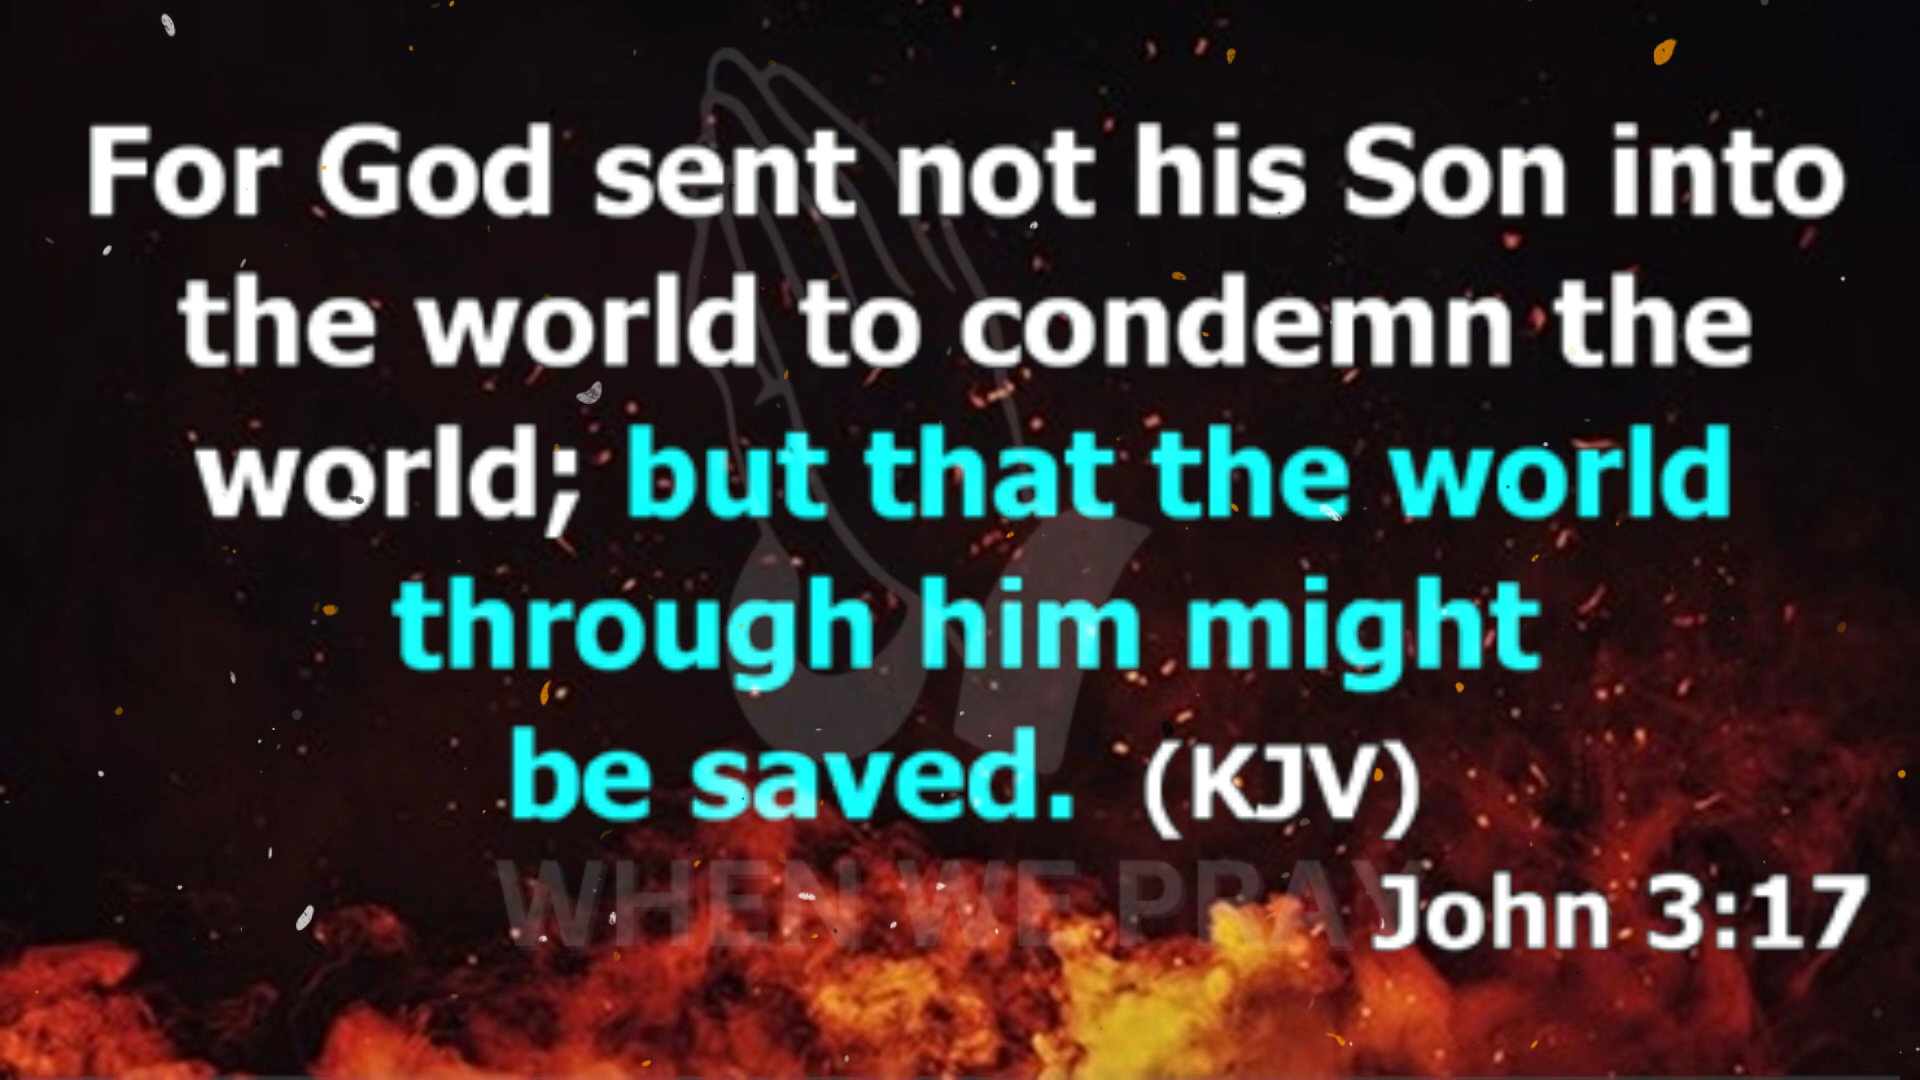 For God sent not his Son into
the world to condemn the
world; but that the world
through him might
be saved. (KJV)
John 3:17
WHEN WE PRAY